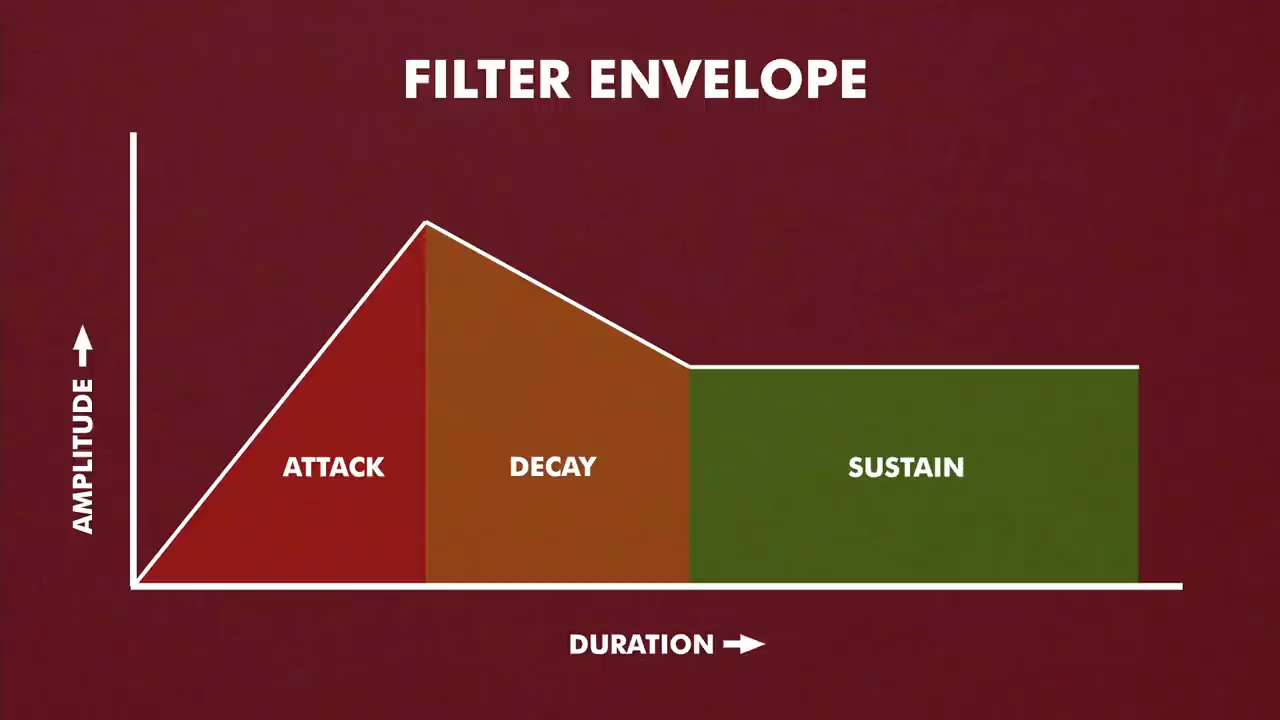 FILTER ENVELOPE
AMPLITUDE
ATTACK
DECAY
SUSTAIN
DURATION